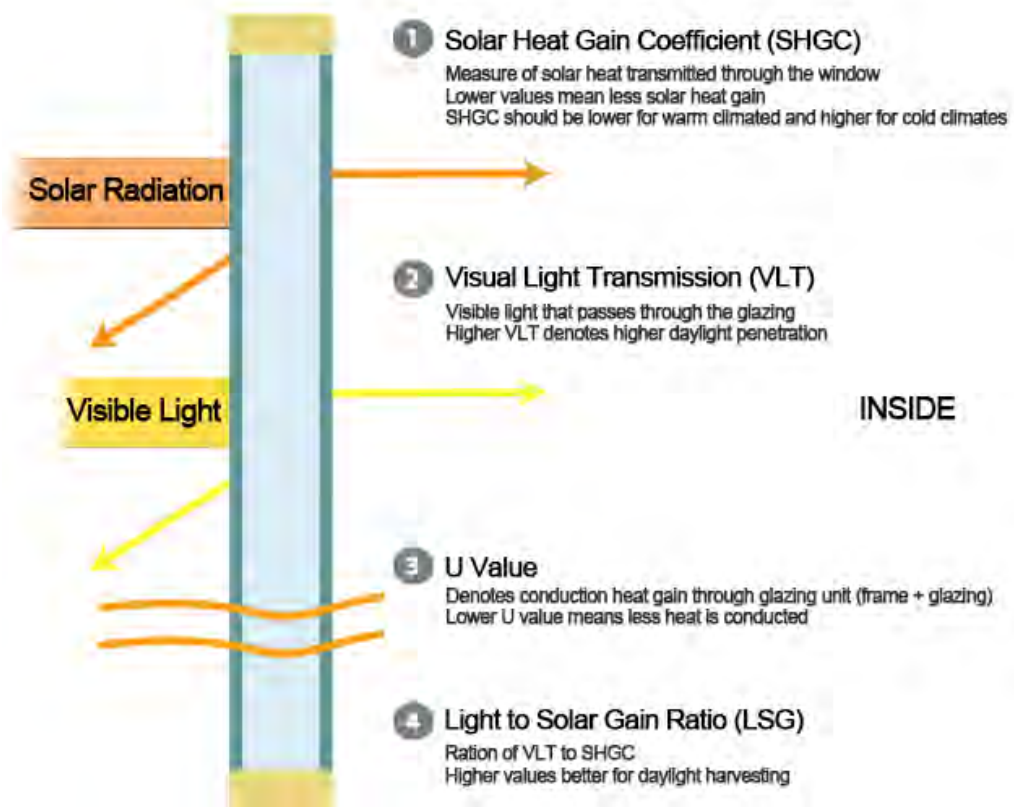 1 Solar Heat Gain Coefficient (SHGC)
Measure of solar heat transmitted through the window
Lower values mean less solar heat gain
SHGC should be lower for warm climated and higher for cold climates
Solar Radiation
2 Visual Light Transmission (VLT)
Visible light that passes through the glazing
Higher VLT denotes higher daylight penetration
Visible Light
INSIDE
3 U Value
Denotes conduction heat gain through glazing unit (frame + glazing)
Lower U value means less heat is conducted
4 Light to Solar Gain Ratio (LSG)
Ration of VLT to SHGC
Higher values better for daylight harvesting